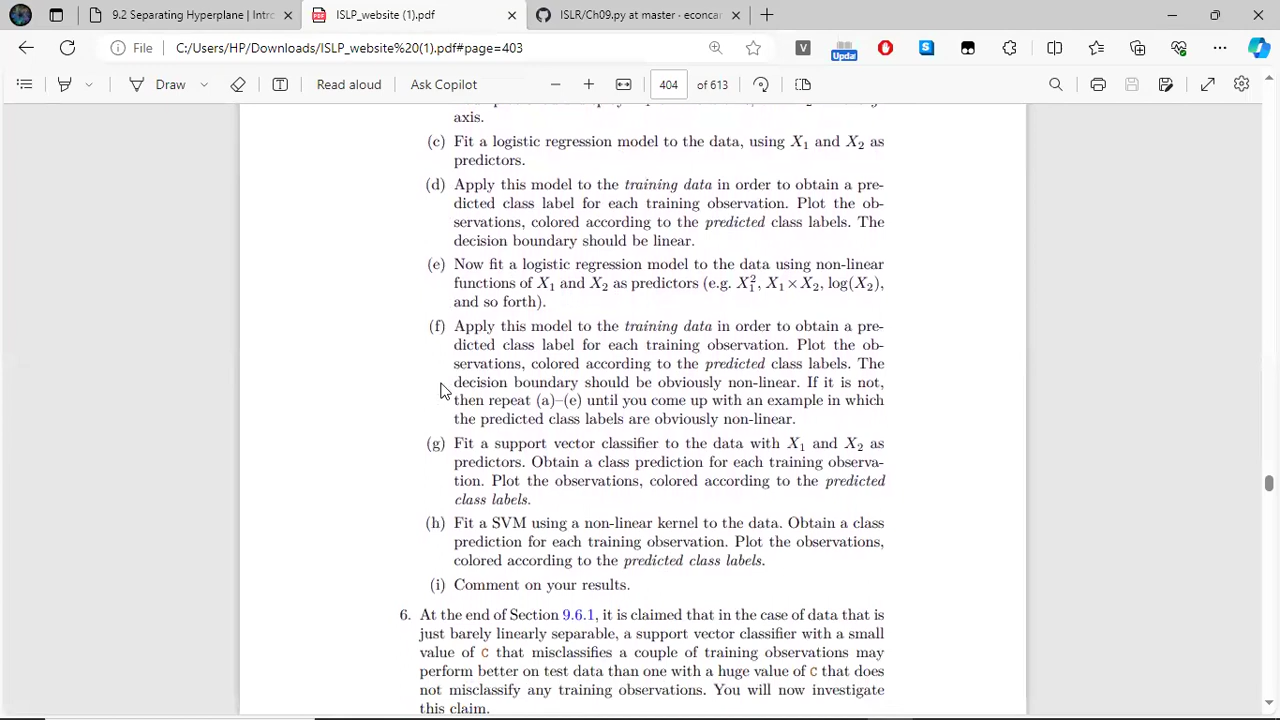 9.2 Separating Hyperplane | Intro
ISLP_website (1).pdf
ISLR/Ch09.py at master · econcar
File
C:/Users/HP/Downloads/ISLP_website%20(1).pdf#page=403
Updat
Draw
Read aloud
Ask Copilot
404 of 613
axis.
(c) Fit a logistic regression model to the data, using X₁ and X₂ as
predictors.
(d) Apply this model to the training data in order to obtain a pre-
dicted class label for each training observation. Plot the ob-
servations, colored according to the predicted class labels. The
decision boundary should be linear.
(e) Now fit a logistic regression model to the data using non-linear
functions of X₁ and X₂ as predictors (e.g. X₁², X₁×X₂, log(X₂),
and so forth).
(f) Apply this model to the training data in order to obtain a pre-
dicted class label for each training observation. Plot the ob-
servations, colored according to the predicted class labels. The
decision boundary should be obviously non-linear. If it is not,
then repeat (a)–(e) until you come up with an example in which
the predicted class labels are obviously non-linear.
(g) Fit a support vector classifier to the data with X₁ and X₂ as
predictors. Obtain a class prediction for each training observa-
tion. Plot the observations, colored according to the predicted
class labels.
(h) Fit a SVM using a non-linear kernel to the data. Obtain a class
prediction for each training observation. Plot the observations,
colored according to the predicted class labels.
(i) Comment on your results.
6. At the end of Section 9.6.1, it is claimed that in the case of data that is
just barely linearly separable, a support vector classifier with a small
value of C that misclassifies a couple of training observations may
perform better on test data than one with a huge value of C that does
not misclassify any training observations. You will now investigate
this claim.